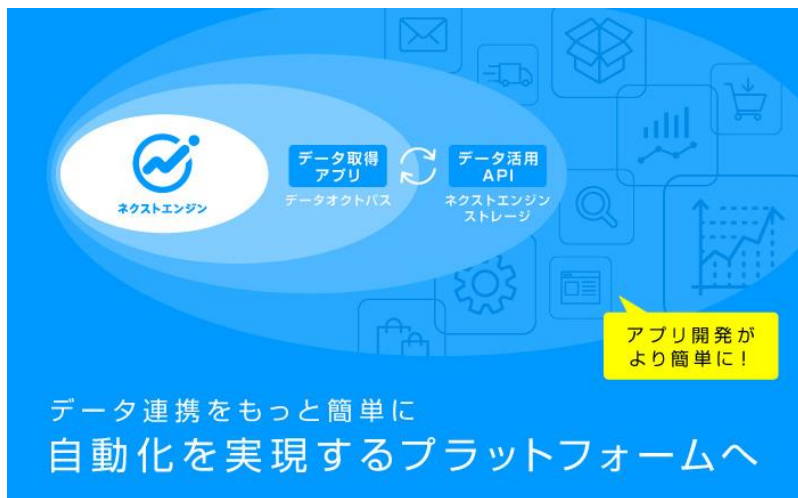 ネクストエンジン
データ取得
アプリ
データオクトパス
データ活用
API
ネクストエンジン
ストレージ
アプリ開発が
より簡単に!
データ連携をもっと簡単に
自動化を実現するプラットフォームへ